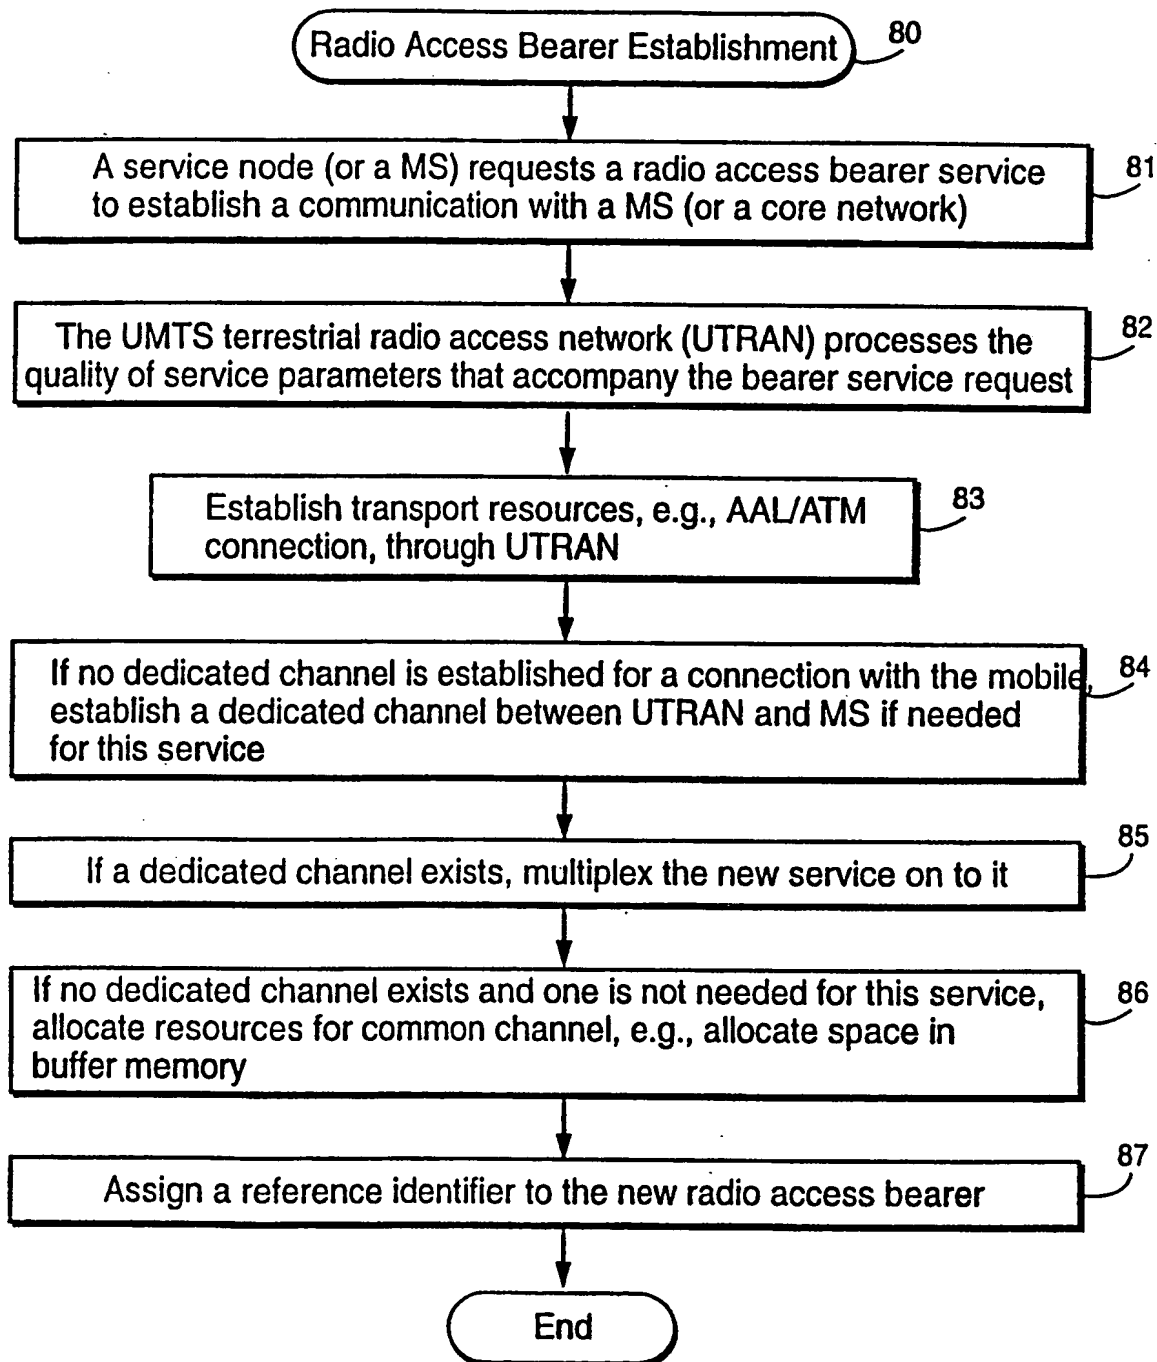 Radio Access Bearer Establishment
80
A service node (or a MS) requests a radio access bearer service
to establish a communication with a MS (or a core network)
81
The UMTS terrestrial radio access network (UTRAN) processes the
quality of service parameters that accompany the bearer service request
82
Establish transport resources, e.g., AAL/ATM
connection, through UTRAN
83
If no dedicated channel is established for a connection with the mobile,
establish a dedicated channel between UTRAN and MS if needed
for this service
84
If a dedicated channel exists, multiplex the new service on to it
85
If no dedicated channel exists and one is not needed for this service,
allocate resources for common channel, e.g., allocate space in
buffer memory
86
Assign a reference identifier to the new radio access bearer
87
End